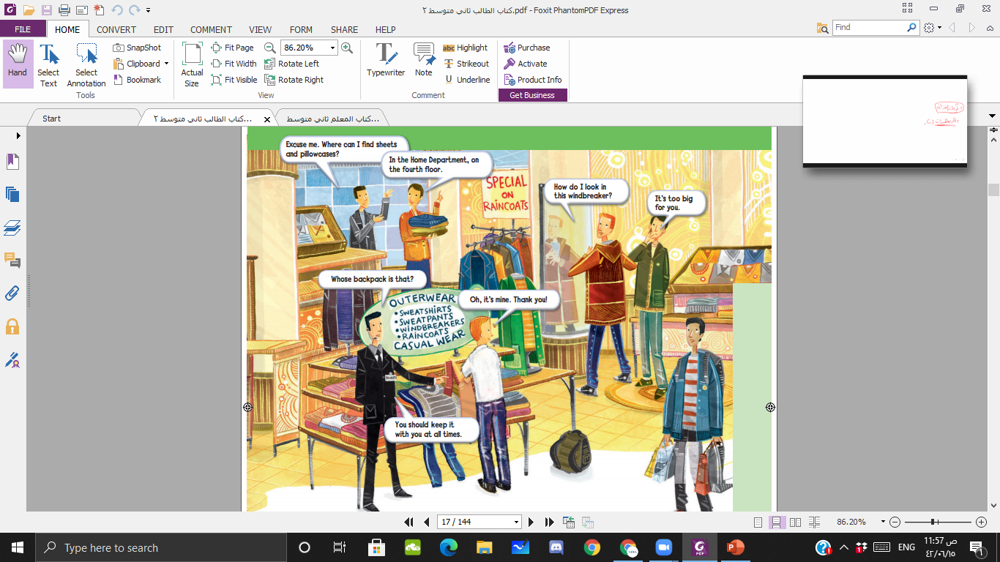 كتاب الطالب ثاني متوسط ٢.pdf - Foxit PhantomPDF Express
FILE
HOME
CONVERT
EDIT
COMMENT
VIEW
FORM
SHARE
HELP
Find
Hand
Select Text
Select Annotation
SnapShot
Clipboard
Bookmark
Tools
Actual Size
Fit Page
Fit Width
Fit Visible
86.20%
Rotate Left
Rotate Right
View
Typewriter
Note
Highlight
Strikeout
Underline
Comment
Purchase
Activate
Product Info
Get Business
Start
كتاب الطالب ثاني متوسط ٢...
كتاب المعلم ثاني متوسط...
Excuse me. Where can I find sheets
and pillowcases?
In the Home Department, on
the fourth floor.
SPECIAL
ON
RAINCOATS
How do I look in
this windbreaker?
It's too big
for you.
Whose backpack is that?
Oh, it's mine. Thank you!
OUTERWEAR
• SWEATSHIRTS
• SWEATPANTS
• WINDBREAKERS
• RAINCOATS
CASUAL WEAR
You should keep it
with you at all times.
17 / 144
86.20%
Type here to search
ENG
11:57 ص
٤٢/٠٦/١٥